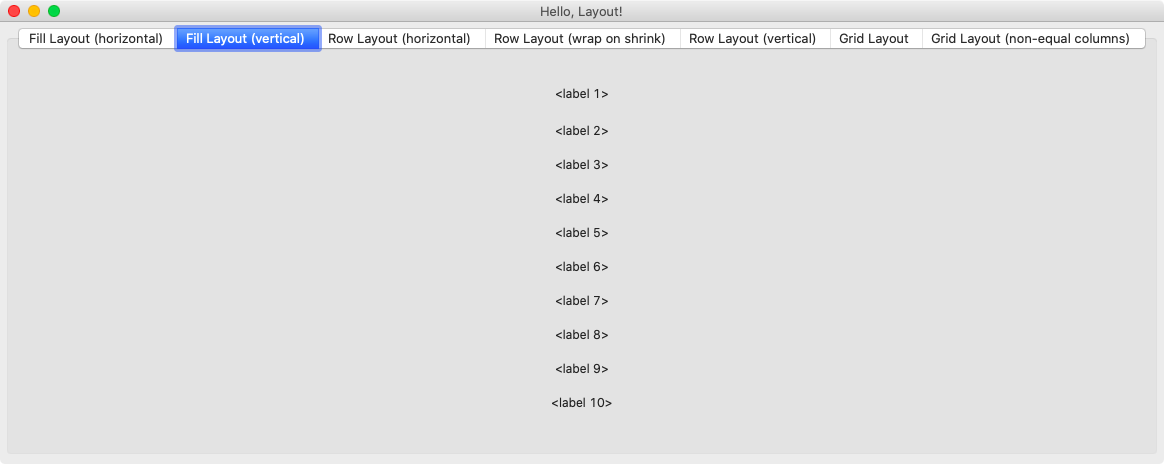 Hello, Layout!
Fill Layout (horizontal) Fill Layout (vertical) Row Layout (horizontal) Row Layout (wrap on shrink) Row Layout (vertical) Grid Layout Grid Layout (non-equal columns)
<label 1>
<label 2>
<label 3>
<label 4>
<label 5>
<label 6>
<label 7>
<label 8>
<label 9>
<label 10>